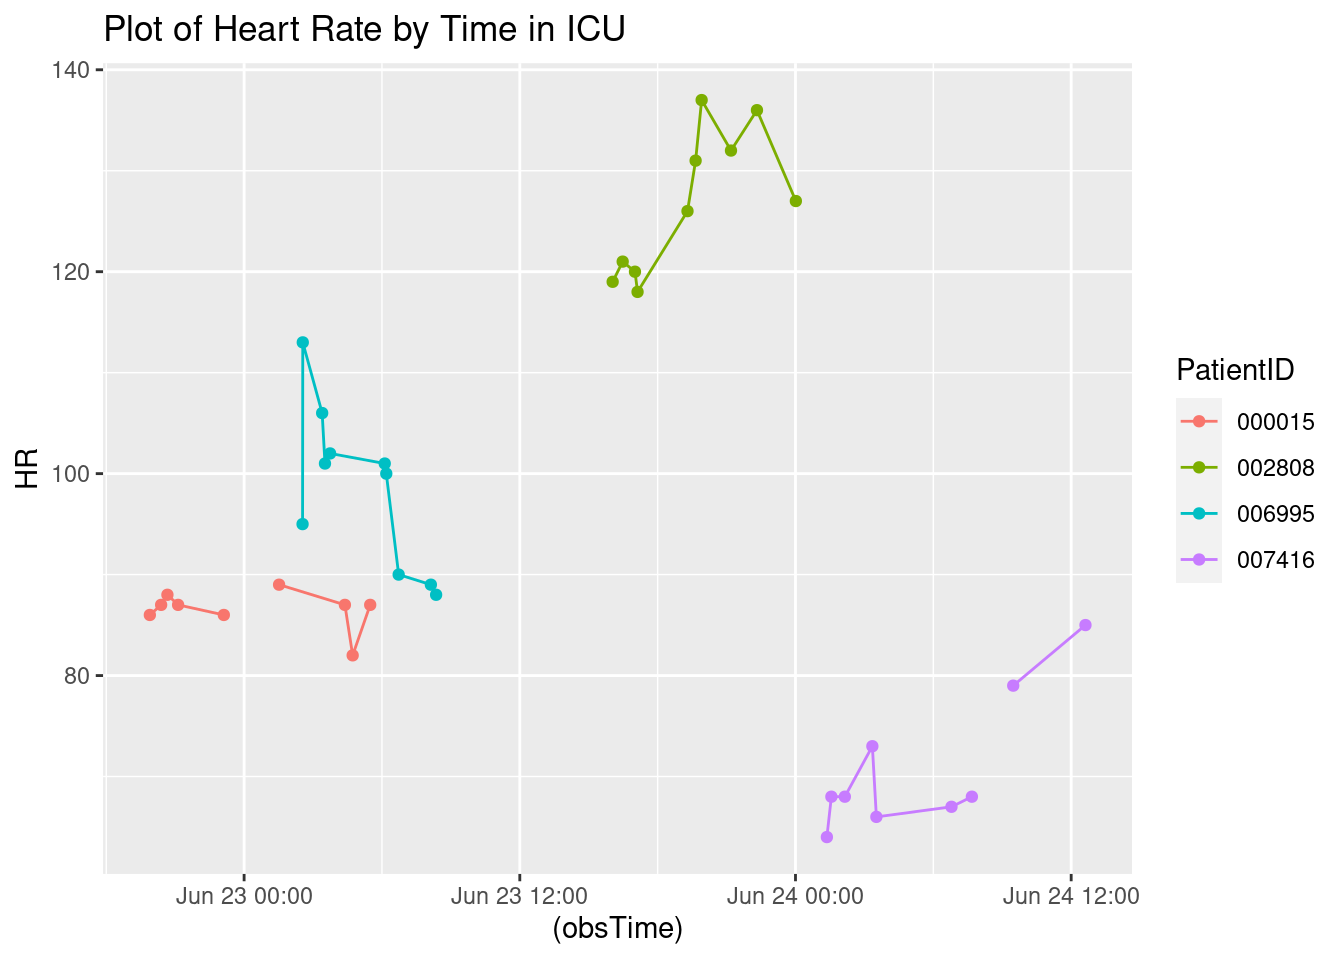 Plot of Heart Rate by Time in ICU
140
120
100
80
HR
Jun 23 00:00
Jun 23 12:00
Jun 24 00:00
Jun 24 12:00
(obsTime)
PatientID
000015
002808
006995
007416